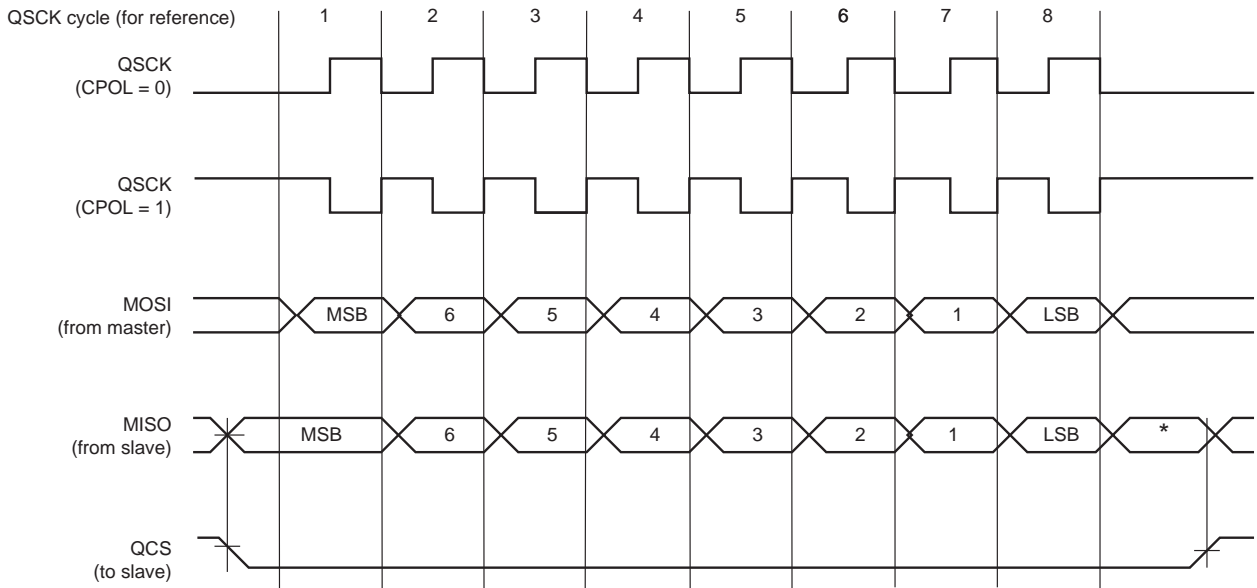 QSCK cycle (for reference) 1 2 3 4 5 6 7 8
QSCK
(CPOL = 0)
QSCK
(CPOL = 1)
MOSI
(from master)
MSB 6 5 4 3 2 1 LSB
MISO
(from slave)
MSB 6 5 4 3 2 1 LSB *
QCS
(to slave)